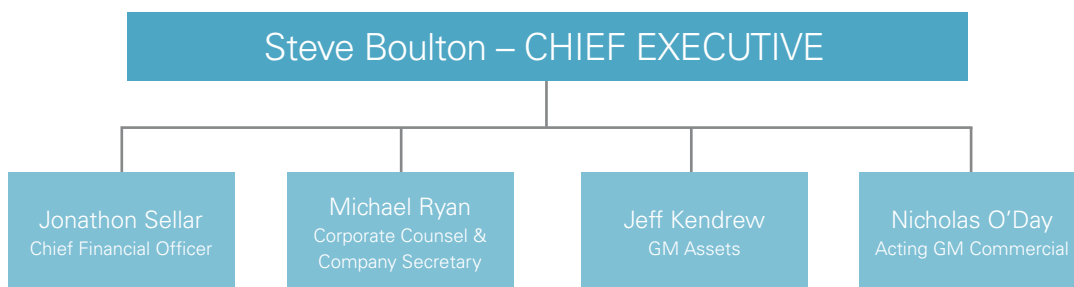 Steve Boulton – CHIEF EXECUTIVE
Jonathon Sellar
Chief Financial Officer
Michael Ryan
Corporate Counsel &
Company Secretary
Jeff Kendrew
GM Assets
Nicholas O’Day
Acting GM Commercial